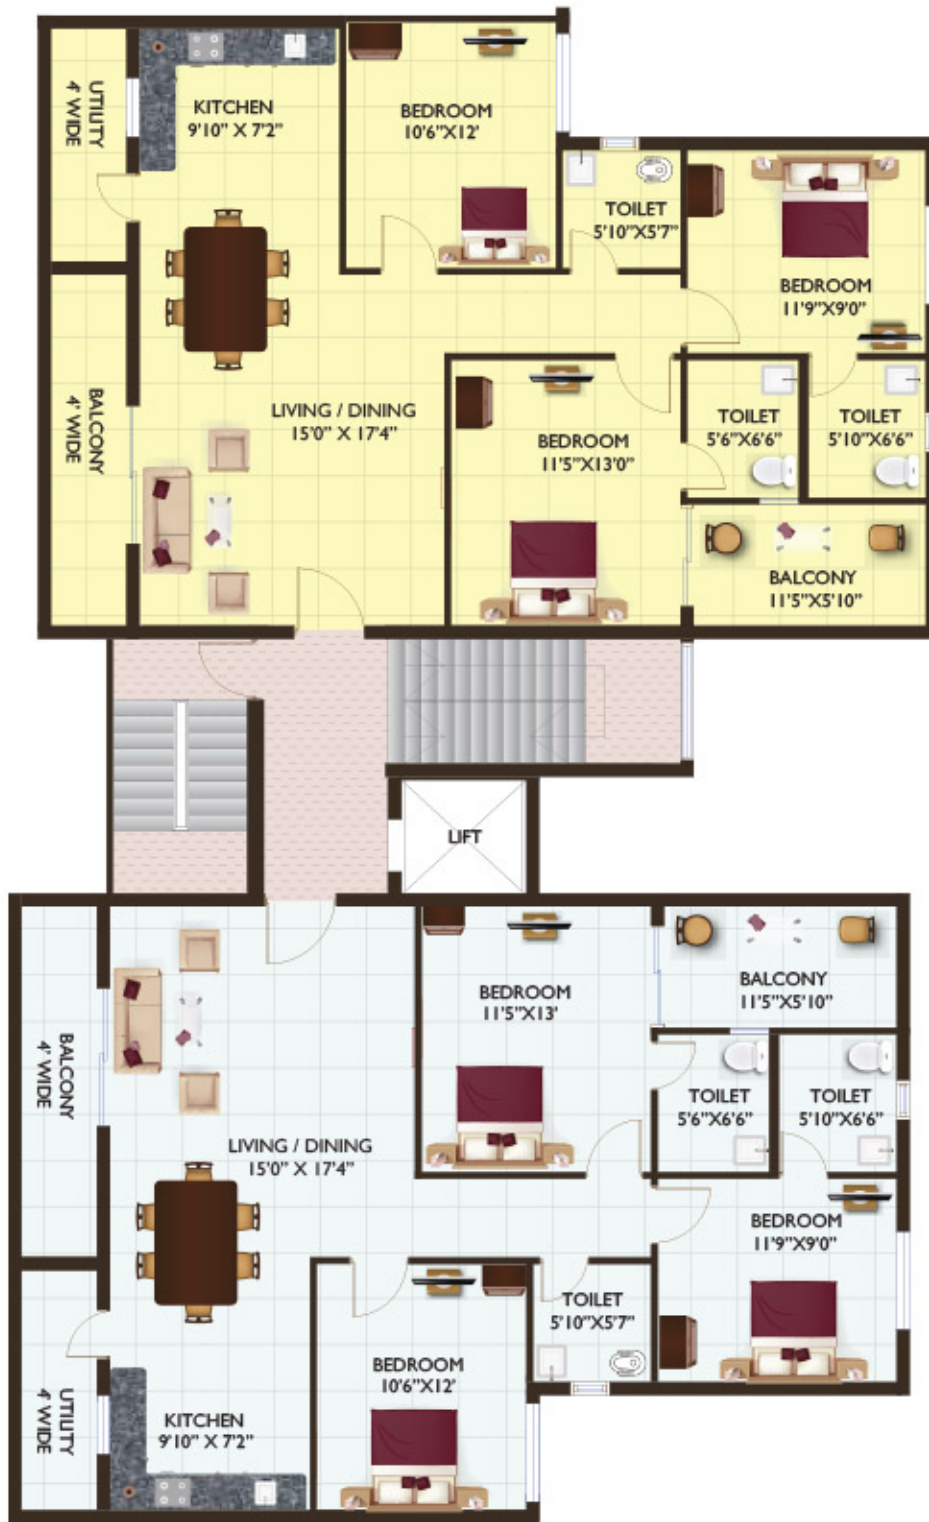 UTILITY
4' WIDE
KITCHEN
9'10" X 7'2"
BEDROOM
10'6"X12'
TOILET
5'10"X5'7"
BEDROOM
11'9"X9'0"
BALCONY
4' WIDE
LIVING / DINING
15'0" X 17'4"
BEDROOM
11'5"X13'0"
TOILET
5'6"X6'6"
TOILET
5'10"X6'6"
BALCONY
11'5"X5'10"
LIFT
BALCONY
4' WIDE
BEDROOM
11'5"X13'
BALCONY
11'5"X5'10"
TOILET
5'6"X6'6"
TOILET
5'10"X6'6"
LIVING / DINING
15'0" X 17'4"
BEDROOM
11'9"X9'0"
TOILET
5'10"X5'7"
BEDROOM
10'6"X12'
UTILITY
4' WIDE
KITCHEN
9'10" X 7'2"